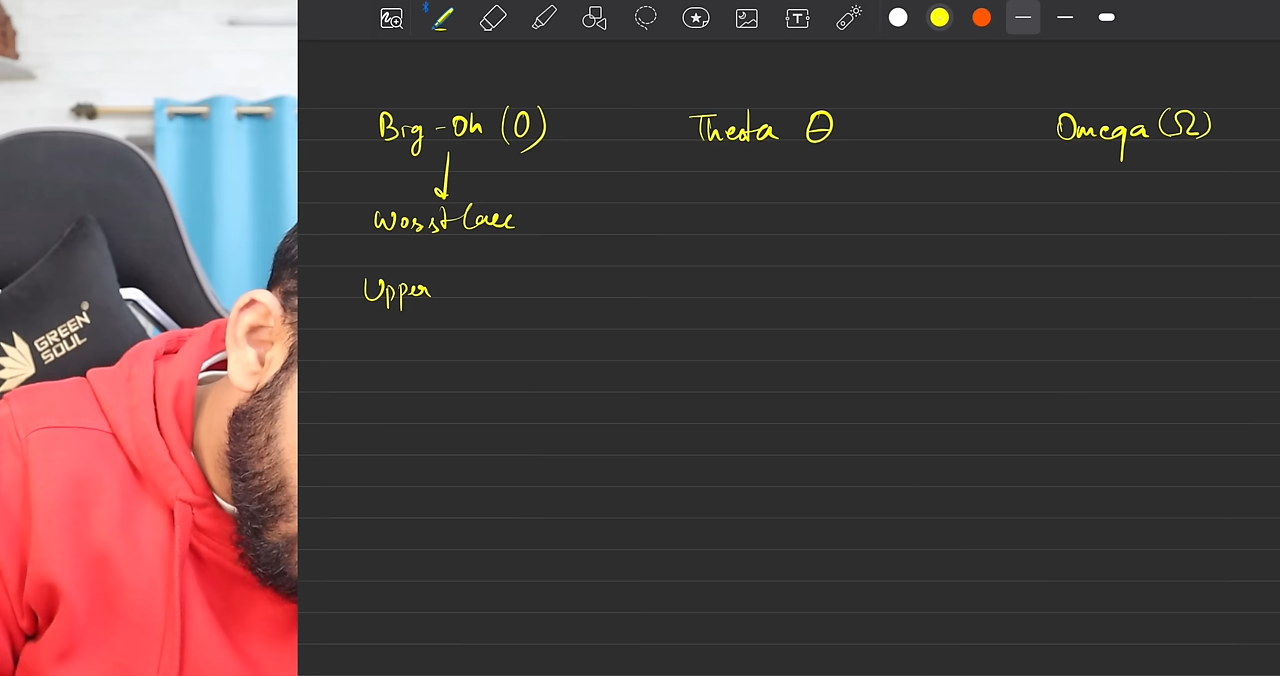 Big-Oh (O) Theta Θ Omega (Ω)
Worst Case
Upper
GREEN
SOUL